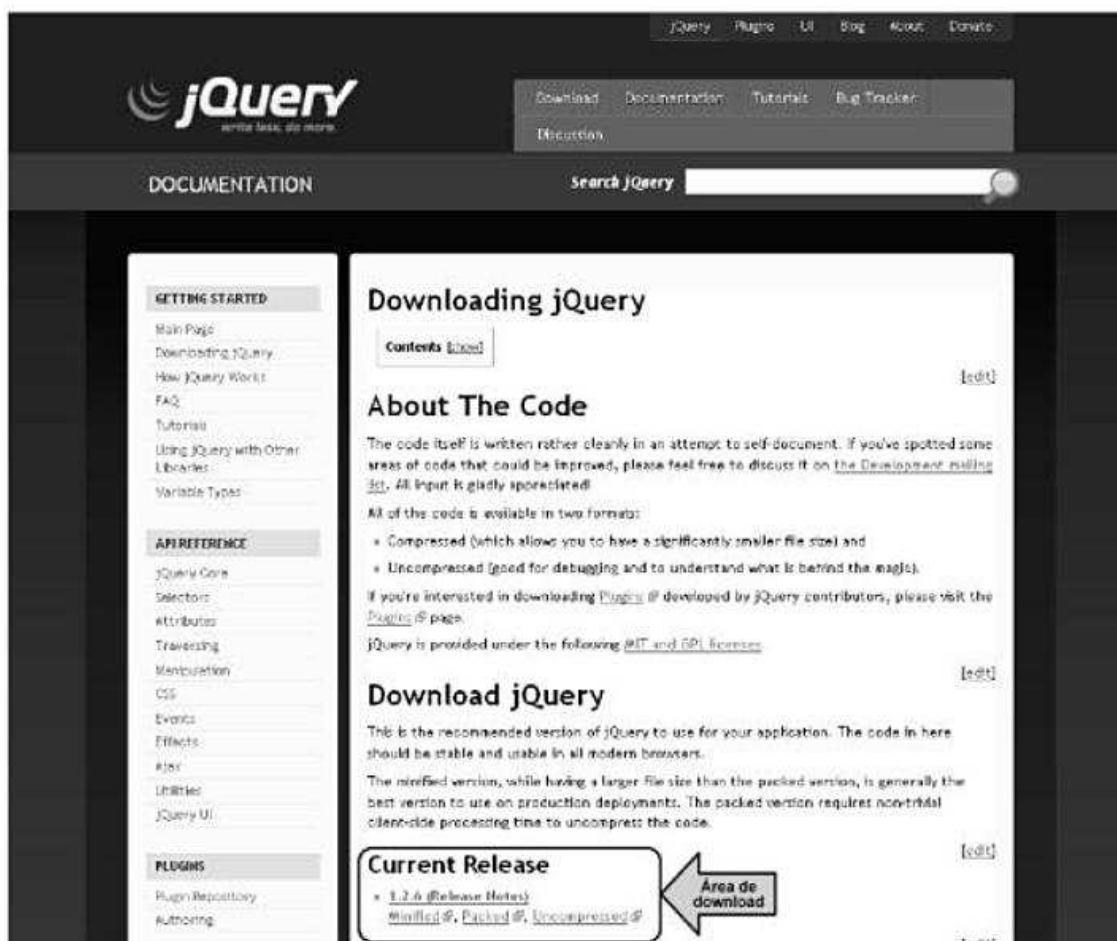 jQuery Plugins UI Blog About Donate
jQuery
write less, do more.
Download Documentation Tutorials Bug Tracker
Discussion
DOCUMENTATION
Search jQuery
GETTING STARTED
Main Page
Downloading jQuery
How jQuery Works
FAQ
Tutorials
Using jQuery with Other
Libraries
Variable Types
API REFERENCE
jQuery Core
Selectors
Attributes
Traversing
Manipulation
CSS
Events
Effects
Ajax
Utilities
jQuery UI
PLUGINS
Plugin Repository
Authoring
Downloading jQuery
Contents [show]
[edit]
About The Code
The code itself is written rather cleanly in an attempt to self-document. If you've spotted some
areas of code that could be improved, please feel free to discuss it on the Development mailing
list. All input is gladly appreciated!
All of the code is available in two formats:
Compressed (which allows you to have a significantly smaller file size) and
Uncompressed (good for debugging and to understand what is behind the magic).
If you're interested in downloading Plugins developed by jQuery contributors, please visit the
Plugins page.
jQuery is provided under the following MIT and GPL licenses.
[edit]
Download jQuery
This is the recommended version of jQuery to use for your application. The code in here
should be stable and usable in all modern browsers.
The minified version, while having a larger file size than the packed version, is generally the
best version to use on production deployments. The packed version requires non-trivial
client-side processing time to uncompress the code.
[edit]
Current Release
1.2.6 (Release Notes)
Minified, Packed, Uncompressed
Área de
download
[edit]